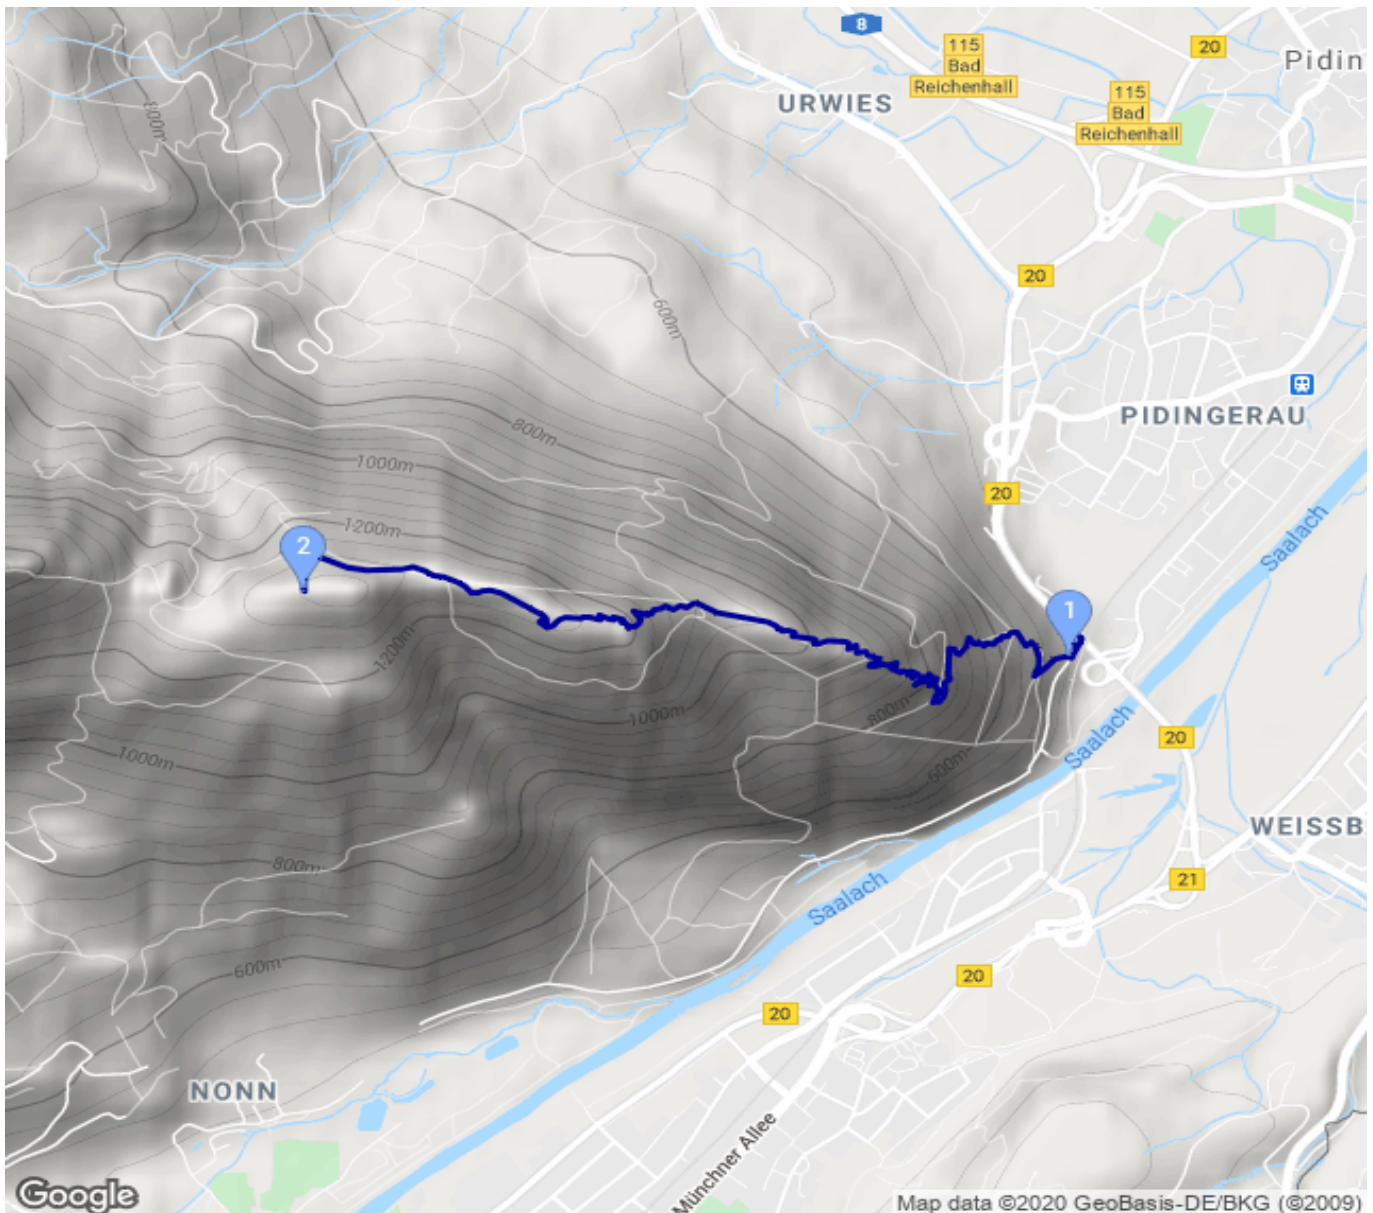 8
115
Bad
Reichenhall
20
Pidin
URWIES
115
Bad
Reichenhall
800m
20
600m
PIDINGERAU
800m
1000m
20
Saalach
1200m
2
1
1200m
1000m
800m
20
Saalach
600m
1000m
WEISSB
800m
21
Saalach
600m
20
20
NONN
Münchner Allee
Google
Map data ©2020 GeoBasis-DE/BKG (©2009)